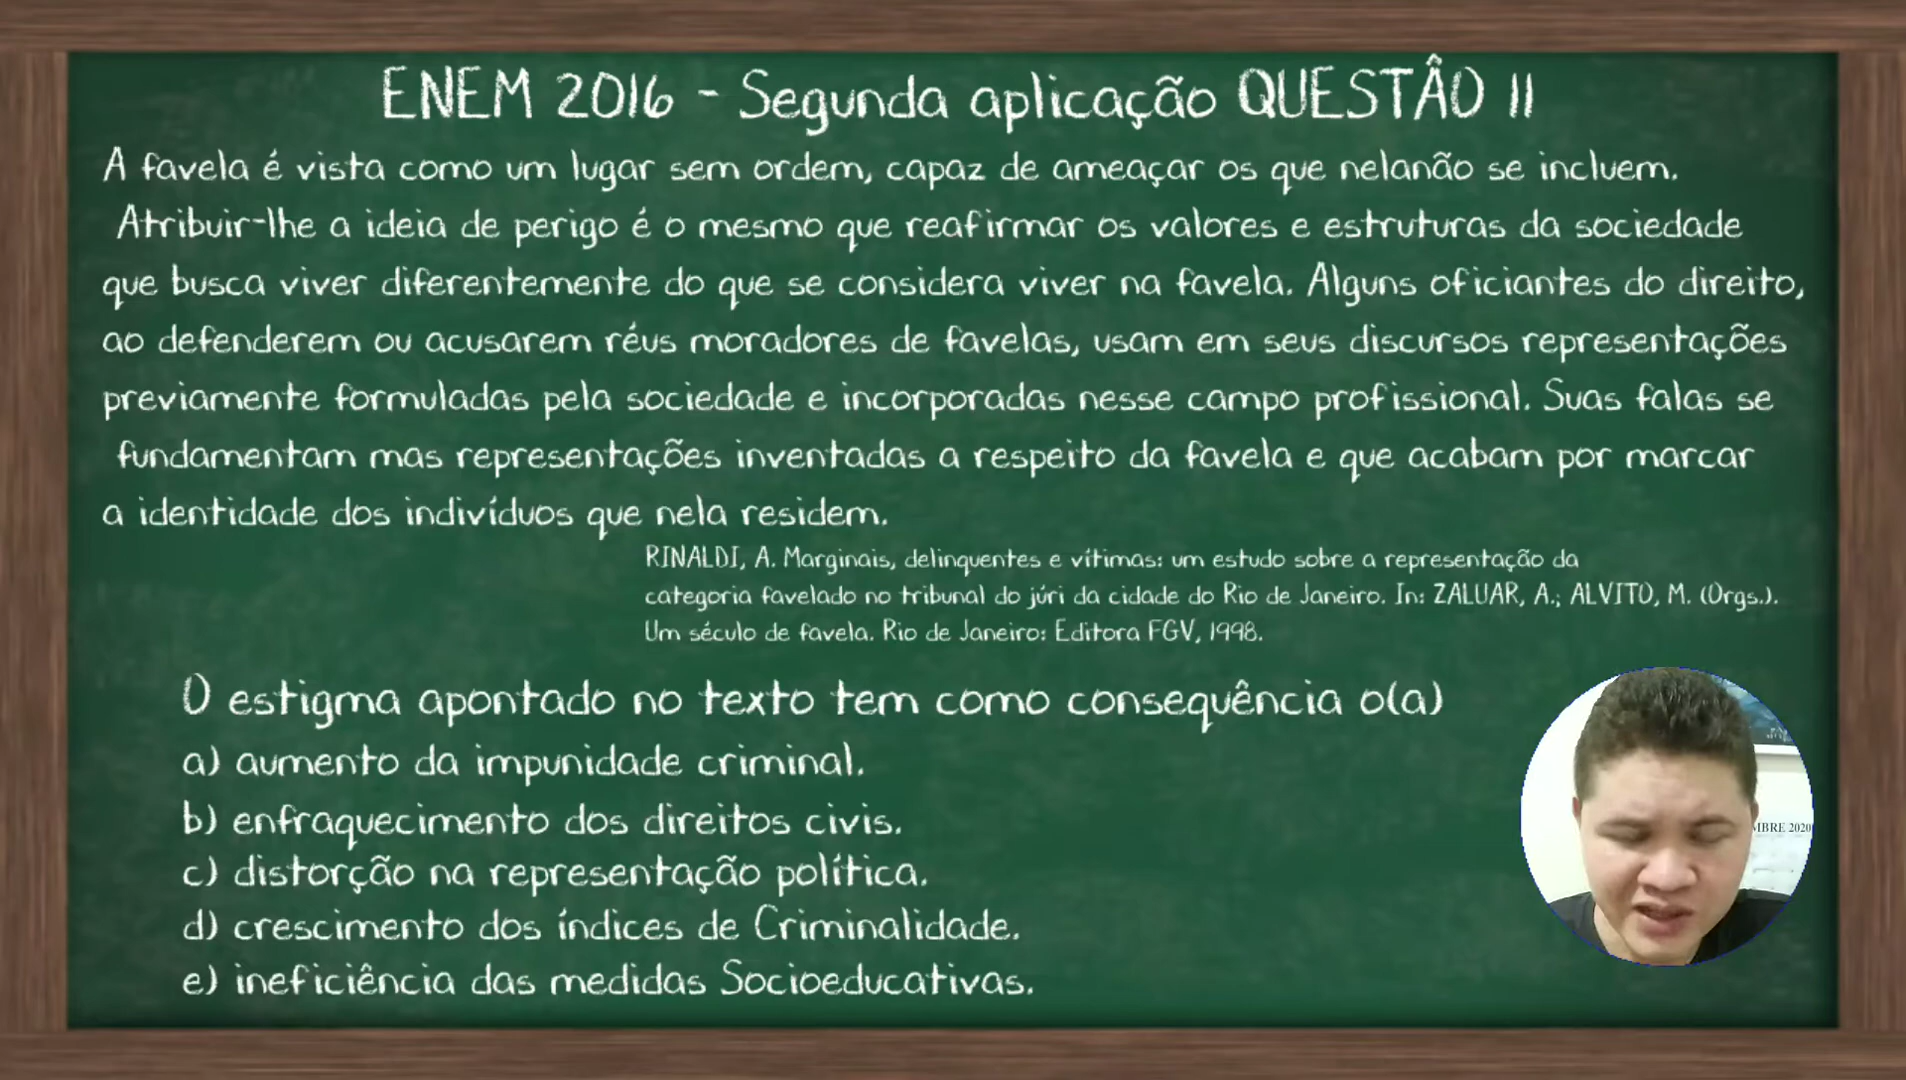 ENEM 2016 - Segunda aplicação QUESTÃO 11
A favela é vista como um lugar sem ordem, capaz de ameaçar os que nelanão se incluem.
Atribuir-lhe a ideia de perigo é o mesmo que reafirmar os valores e estruturas da sociedade
que busca viver diferentemente do que se considera viver na favela. Alguns oficiantes do direito,
ao defenderem ou acusarem réus moradores de favelas, usam em seus discursos representações
previamente formuladas pela sociedade e incorporadas nesse campo profissional. Suas falas se
fundamentam mas representações inventadas a respeito da favela e que acabam por marcar
a identidade dos indivíduos que nela residem.
RINALDI, A. Marginais, delinquentes e vítimas: um estudo sobre a representação da
categoria favelado no tribunal do júri da cidade do Rio de Janeiro. In: ZALUAR, A.; ALVITO, M. (Orgs.).
Um século de favela. Rio de Janeiro: Editora FGV, 1998.
O estigma apontado no texto tem como consequência o(a)
a) aumento da impunidade criminal.
b) enfraquecimento dos direitos civis.
c) distorção na representação política.
d) crescimento dos índices de Criminalidade.
e) ineficiência das medidas Socioeducativas.
MBRE 2020